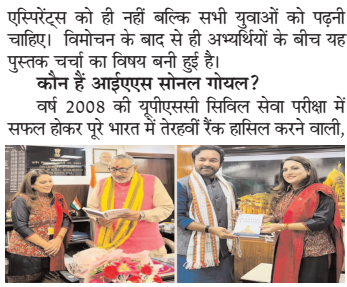 एस्पिरेंट्स को ही नहीं बल्कि सभी युवाओं को पढ़नी
चाहिए। विमोचन के बाद से ही अभ्यर्थियों के बीच यह
पुस्तक चर्चा का विषय बनी हुई है।
कौन हैं आईएएस सोनल गोयल?
वर्ष 2008 की यूपीएससी सिविल सेवा परीक्षा में
सफल होकर पूरे भारत में तेरहवीं रैंक हासिल करने वाली,